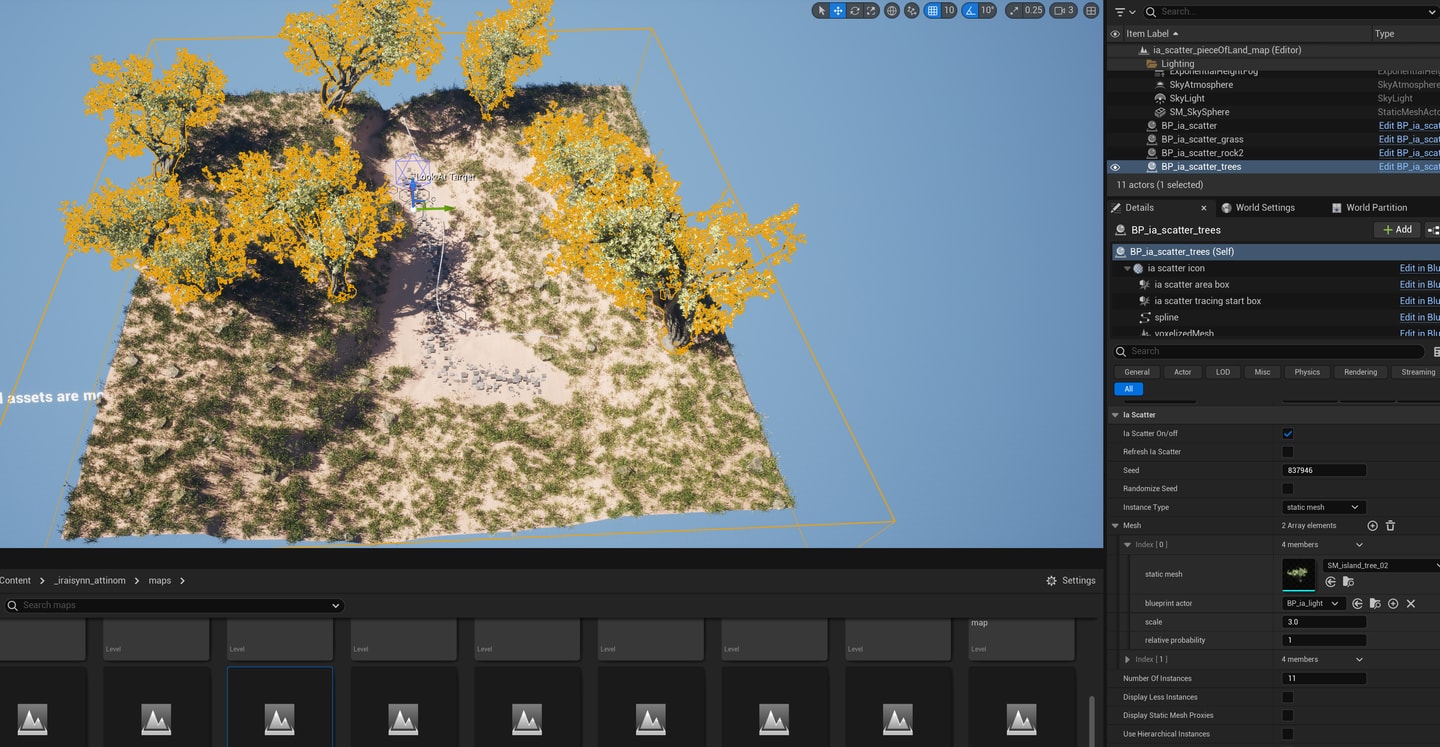 10
10°
0.25
3
Search...
Item Label
Type
ia_scatter_pieceOfLand_map (Editor)
Lighting
ExponentialHeightFog
SkyAtmosphere
SkyAtmosphere
SkyLight
SkyLight
SM_SkySphere
StaticMeshActo
BP_ia_scatter
Edit BP_ia_scat
BP_ia_scatter_grass
Edit BP_ia_scat
BP_ia_scatter_rock2
Edit BP_ia_scat
BP_ia_scatter_trees
Edit BP_ia_scat
11 actors (1 selected)
Look At Target
Details
World Settings
World Partition
BP_ia_scatter_trees
Add
BP_ia_scatter_trees (Self)
ia scatter icon
Edit in Blu
ia scatter area box
Edit in Blu
ia scatter tracing start box
Edit in Blu
spline
Edit in Blu
voxelizedMesh
Edit in Blu
Search
General
Actor
LOD
Misc
Physics
Rendering
Streaming
All
assets are mo
Ia Scatter
Ia Scatter On/off
Refresh Ia Scatter
Seed
837946
Randomize Seed
Instance Type
static mesh
Mesh
2 Array elements
Index [ 0 ]
4 members
static mesh
SM_island_tree_02
blueprint actor
BP_ia_light
scale
3.0
relative probability
1
Index [ 1 ]
4 members
Number Of Instances
11
Display Less Instances
Display Static Mesh Proxies
Use Hierarchical Instances
Content
_iraisynn_attinom
maps
Settings
Search maps
map
Level
Level
Level
Level
Level
Level
Level
Level